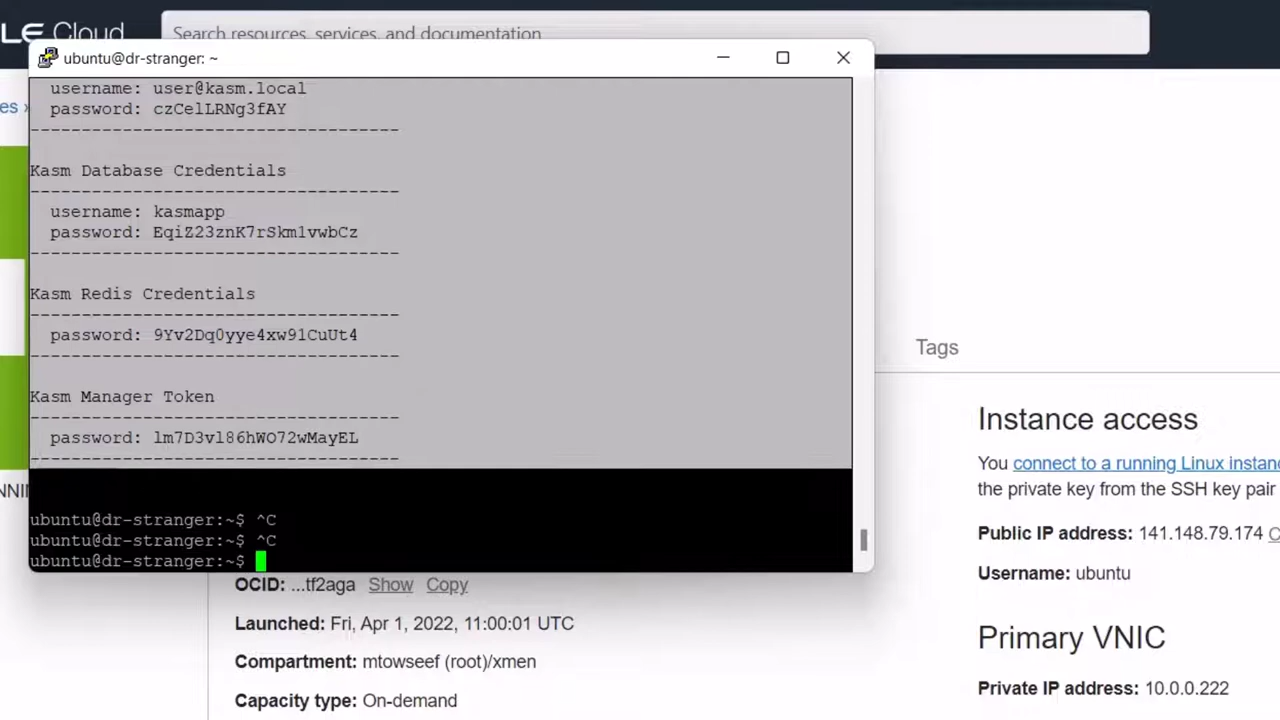 LE Cloud
Search resources, services, and documentation
ubuntu@dr-stranger: ~
es »
username: user@kasm.local
password: czCelLRNg3fAY
------------------------------------
Kasm Database Credentials
------------------------------------
username: kasmapp
password: EqiZ23znK7rSkm1vwbCz
------------------------------------
Kasm Redis Credentials
------------------------------------
password: 9Yv2Dq0yye4xw91CuUt4
------------------------------------
Kasm Manager Token
------------------------------------
password: lm7D3vl86hWO72wMayEL
------------------------------------
ubuntu@dr-stranger:~$ ^C
ubuntu@dr-stranger:~$ ^C
ubuntu@dr-stranger:~$
NNI
OCID: ...tf2aga Show Copy
Launched: Fri, Apr 1, 2022, 11:00:01 UTC
Compartment: mtowseef (root)/xmen
Capacity type: On-demand
Tags
Instance access
You connect to a running Linux instanc
the private key from the SSH key pair
Public IP address: 141.148.79.174 C
Username: ubuntu
Primary VNIC
Private IP address: 10.0.0.222